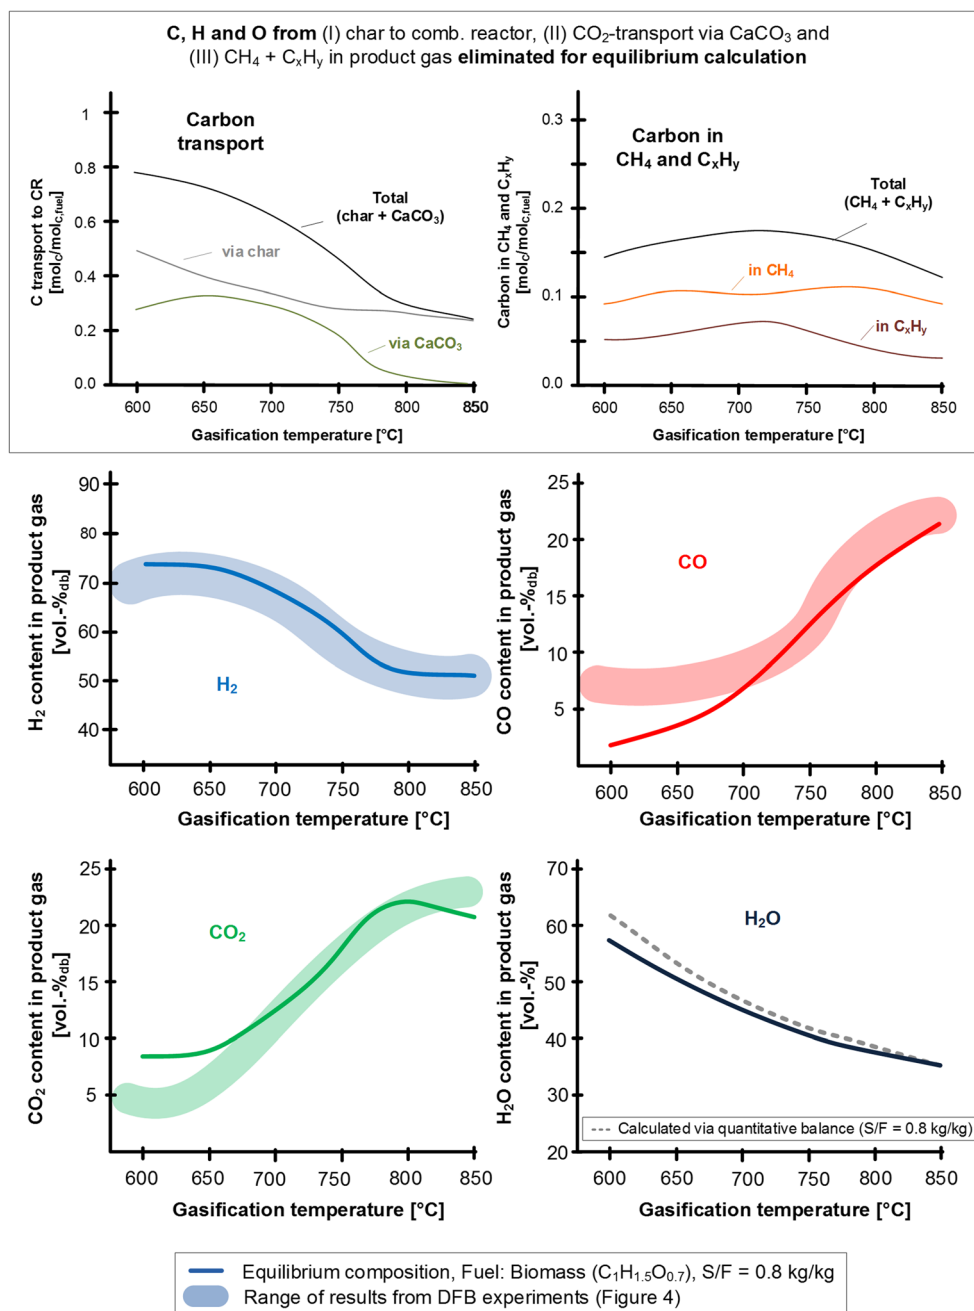 C, H and O from (I) char to comb. reactor, (II) CO₂-transport via CaCO₃ and
(III) CH₄ + CₓHᵧ in product gas eliminated for equilibrium calculation
C transport to CR
[mol_C/mol_C,fuel]
1
0.8
0.6
0.4
0.2
0.0
Carbon
transport
Total
(char + CaCO₃)
via char
via CaCO₃
600 650 700 750 800 850
Gasification temperature [°C]
Carbon in CH₄ and CₓHᵧ
[mol_C/mol_C,fuel]
0.3
0.2
0.1
0.0
Carbon in
CH₄ and CₓHᵧ
Total
(CH₄ + CₓHᵧ)
in CH₄
in CₓHᵧ
600 650 700 750 800 850
Gasification temperature [°C]
H₂ content in product gas
[vol.-%db]
90
80
70
60
50
40
H₂
600 650 700 750 800 850
Gasification temperature [°C]
CO content in product gas
[vol.-%db]
25
20
15
10
5
CO
600 650 700 750 800 850
Gasification temperature [°C]
CO₂ content in product gas
[vol.-%db]
25
20
15
10
5
CO₂
600 650 700 750 800 850
Gasification temperature [°C]
H₂O content in product gas
[vol.-%]
70
60
50
40
30
20
H₂O
Calculated via quantitative balance (S/F = 0.8 kg/kg)
600 650 700 750 800 850
Gasification temperature [°C]
Equilibrium composition, Fuel: Biomass (C₁H₁.₅O₀.₇), S/F = 0.8 kg/kg
Range of results from DFB experiments (Figure 4)